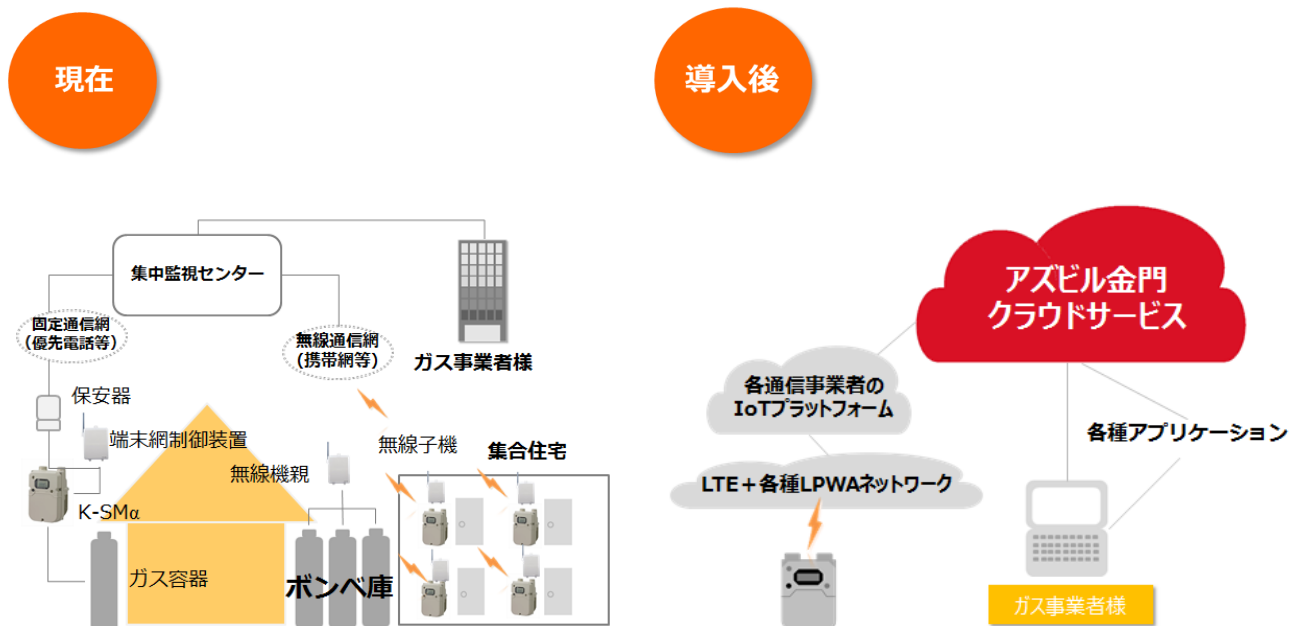 現在
集中監視センター
固定通信網
(優先電話等)
無線通信網
(携帯網等)
ガス事業者様
保安器
端末網制御装置
無線機親
無線子機
集合住宅
K-SMα
ガス容器
ボンベ庫
導入後
アズビル金門
クラウドサービス
各通信事業者の
IoTプラットフォーム
各種アプリケーション
LTE+各種LPWAネットワーク
ガス事業者様